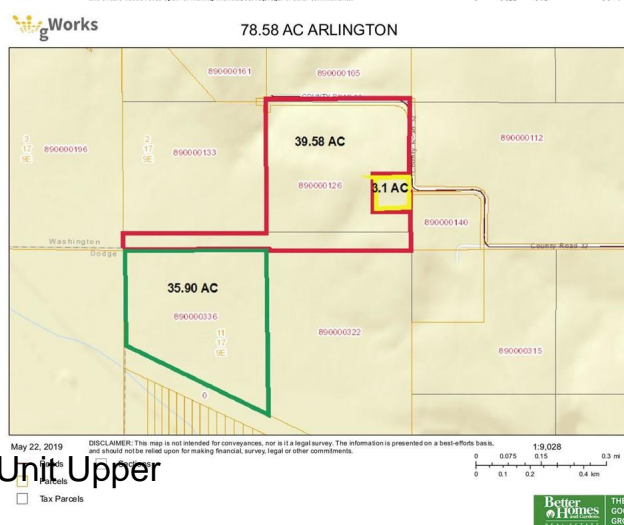 gWorks
78.58 AC ARLINGTON
890000161
890000105
39.58 AC
890000112
3
17
9E
890000196
2
17
9E
890000133
890000126
3.1 AC
890000140
Washington
Dodge
County Road 32
35.90 AC
890000336
11
17
9E
890000322
890000315
0
May 22, 2019
DISCLAIMER: This map is not intended for conveyances, nor is it a legal survey. The information is presented on a best-efforts basis,
and should not be relied upon for making financial, survey, legal or other commitments.
1:9,028
0 0.075 0.15 0.3 mi
0 0.1 0.2 0.4 km
Unit Upper
Parcels
Tax Parcels
Better
Homes
and Gardens
THE
GOO
GRO